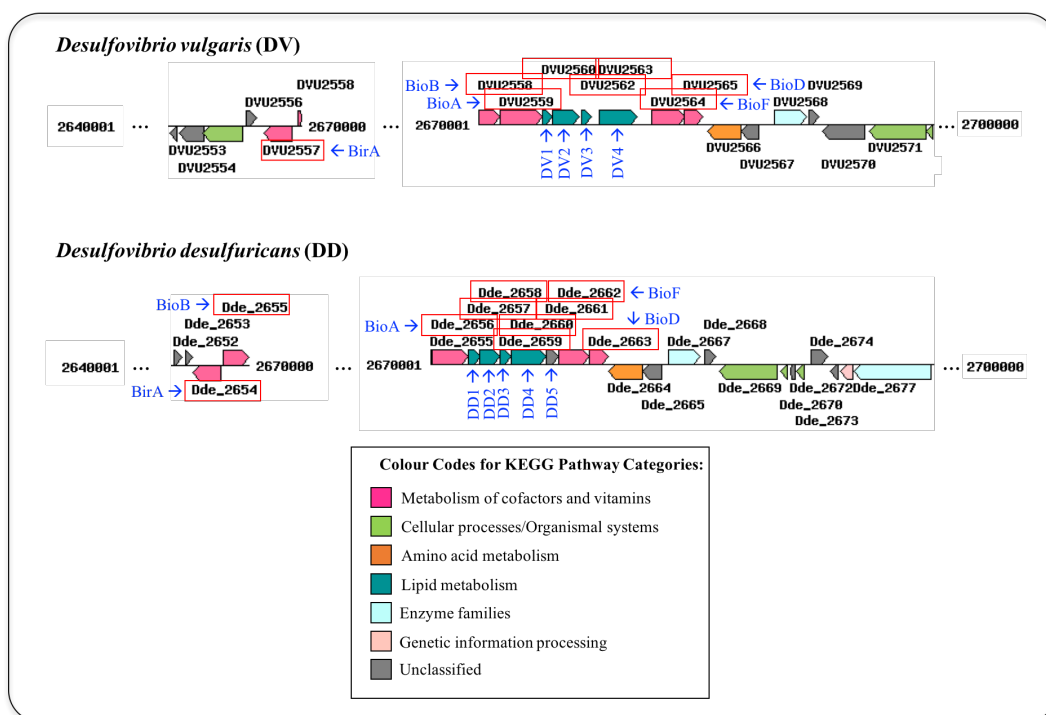 Desulfovibrio vulgaris (DV)
DVU2558
DVU2556
2640001 ... 2670000 ...
DVU2553
DVU2557 ← BirA
DVU2554
DVU2560 DVU2563
BioB → DVU2558 DVU2562 DVU2565 ← BioD DVU2569
BioA → DVU2559 DVU2564 ← BioF DVU2568
2670001 ... 2700000
DV1 DV2 DV3 DV4
DVU2566 DVU2571
DVU2567 DVU2570
Desulfovibrio desulfuricans (DD)
BioB → Dde_2655
Dde_2653
Dde_2652
2640001 ... 2670000 ...
BirA → Dde_2654
Dde_2658 Dde_2662 ← BioF
Dde_2657 Dde_2661 ↓ BioD
BioA → Dde_2656 Dde_2660 Dde_2668
Dde_2655 Dde_2659 Dde_2663 Dde_2667 Dde_2674
2670001 ... 2700000
DD1 DD2 DD3 DD4 DD5
Dde_2664 Dde_2669 Dde_2672 Dde_2677
Dde_2665 Dde_2670
Dde_2673
Colour Codes for KEGG Pathway Categories:
Metabolism of cofactors and vitamins
Cellular processes/Organismal systems
Amino acid metabolism
Lipid metabolism
Enzyme families
Genetic information processing
Unclassified